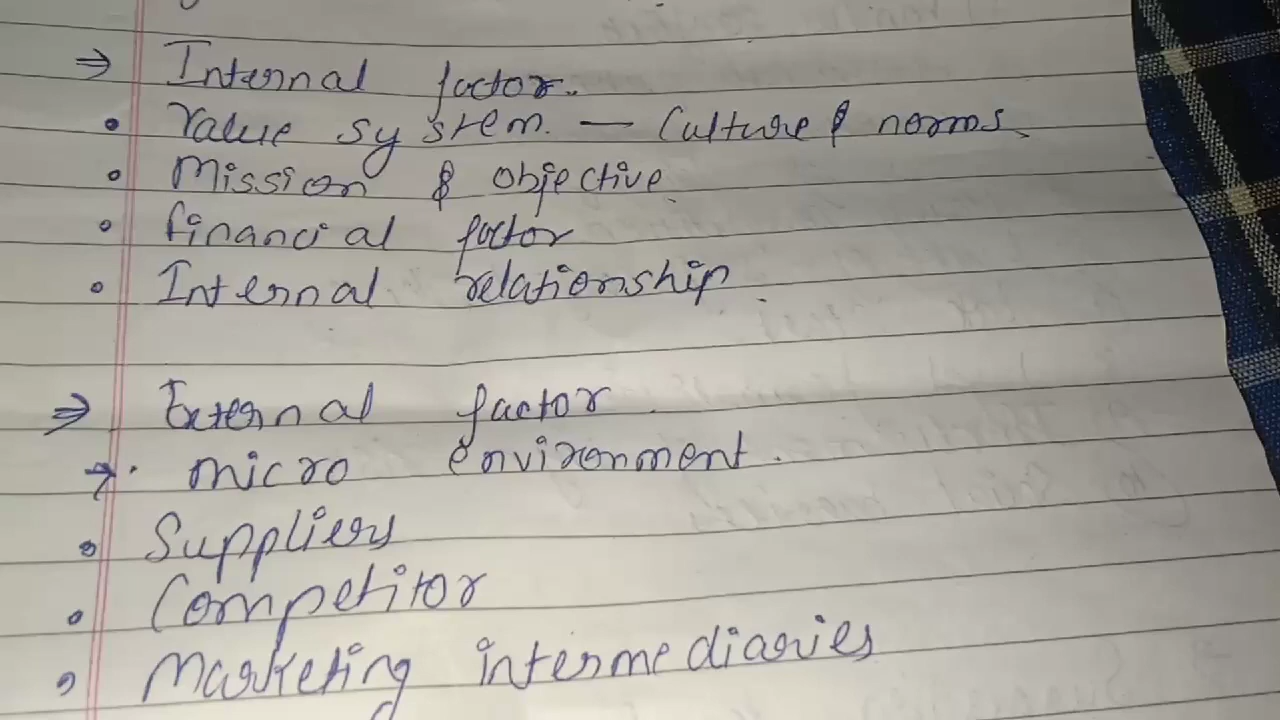 ⇒ Internal factor.
• Value system. — Culture & norms.
• Mission & objective.
• financial factor
• Internal relationship.
⇒ External factor.
→ • micro environment.
• Suppliers
• Competitor
• Marketing intermediaries